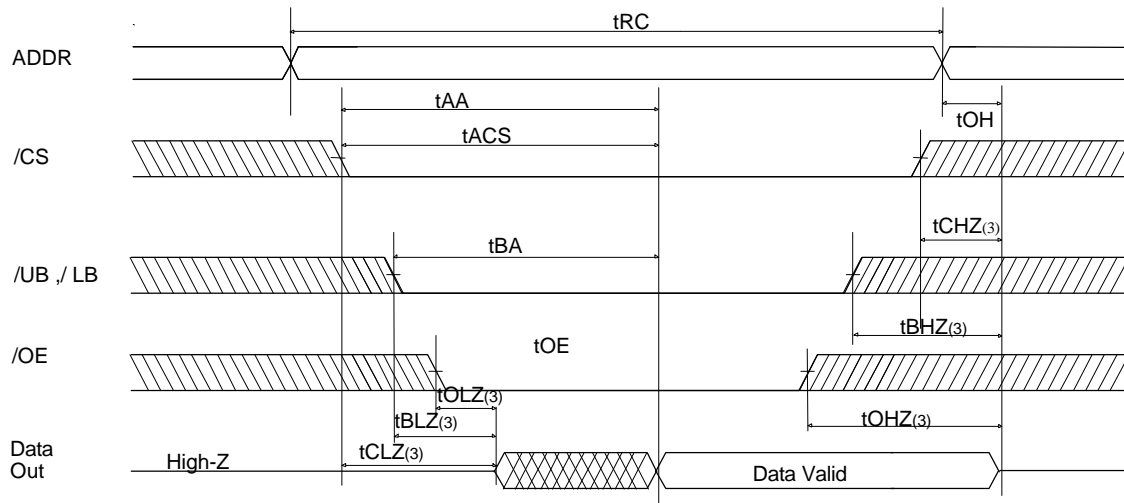 tRC
ADDR
tAA
tOH
tACS
/CS
tCHZ(3)
tBA
/UB ,/ LB
tBHZ(3)
tOE
/OE
tOLZ(3)
tBLZ(3)
tOHZ(3)
tCLZ(3)
Data
Out
High-Z
Data Valid